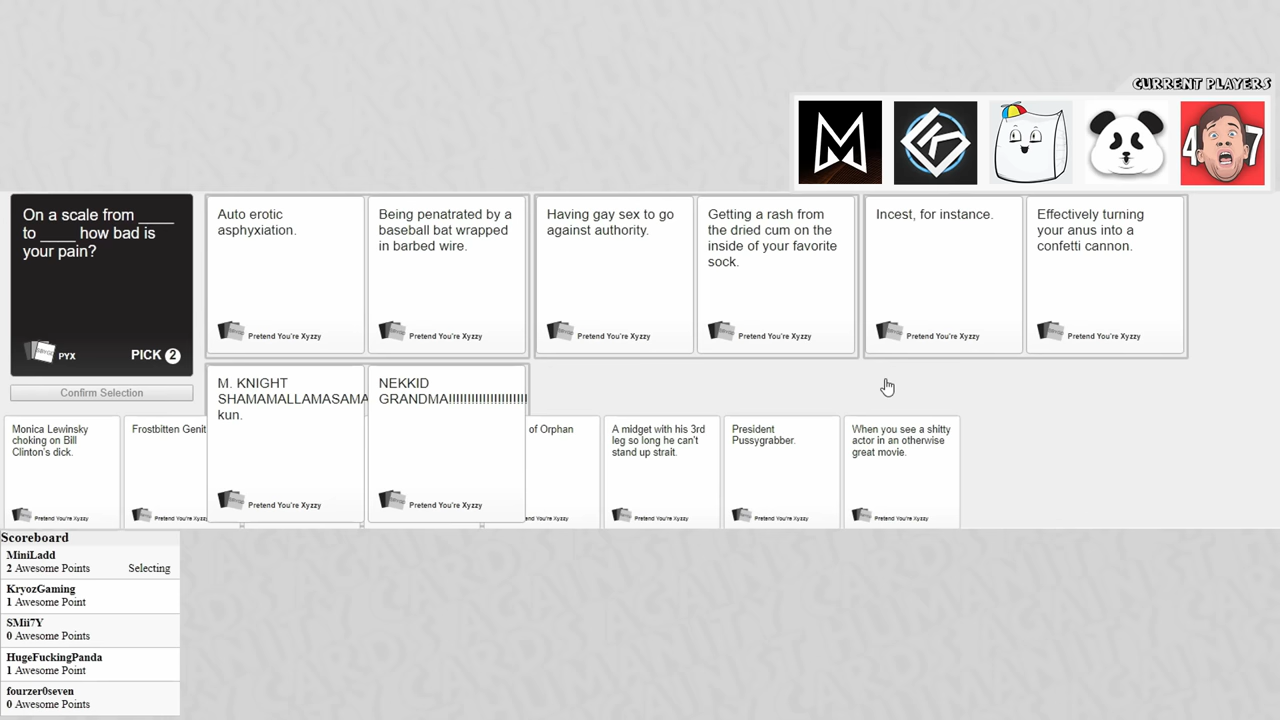 CURRENT PLAYERS
On a scale from ____
to ____ how bad is
your pain?
PYX
PICK 2
Confirm Selection
Auto erotic
asphyxiation.
Pretend You're Xyzzy
Being penatrated by a
baseball bat wrapped
in barbed wire.
Pretend You're Xyzzy
Having gay sex to go
against authority.
Pretend You're Xyzzy
Getting a rash from
the dried cum on the
inside of your favorite
sock.
Pretend You're Xyzzy
Incest, for instance.
Pretend You're Xyzzy
Effectively turning
your anus into a
confetti cannon.
Pretend You're Xyzzy
M. KNIGHT
SHAMAMALLAMASAMA
kun.
Pretend You're Xyzzy
NEKKID
GRANDMA!!!!!!!!!!!!!!!!!!!!!
Pretend You're Xyzzy
Monica Lewinsky
choking on Bill
Clinton's dick.
Pretend You're Xyzzy
Frostbitten Genit
Pretend You're Xyzzy
of Orphan
You're Xyzzy
A midget with his 3rd
leg so long he can't
stand up strait.
Pretend You're Xyzzy
President
Pussygrabber.
Pretend You're Xyzzy
When you see a shitty
actor in an otherwise
great movie.
Pretend You're Xyzzy
Scoreboard
MiniLadd
2 Awesome Points Selecting
KryozGaming
1 Awesome Point
SMii7Y
0 Awesome Points
HugeFuckingPanda
1 Awesome Point
fourzer0seven
0 Awesome Points